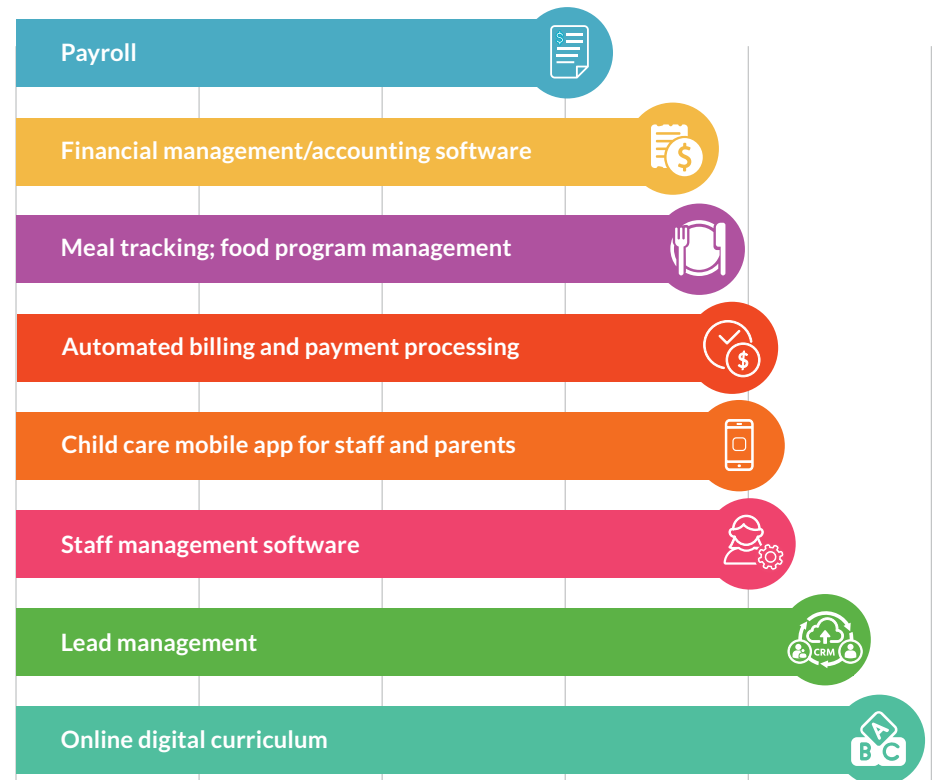 $
Payroll
Financial management/accounting software
$
Meal tracking; food program management
Automated billing and payment processing
$
Child care mobile app for staff and parents
Staff management software
Lead management
CRM
Online digital curriculum
A
B C